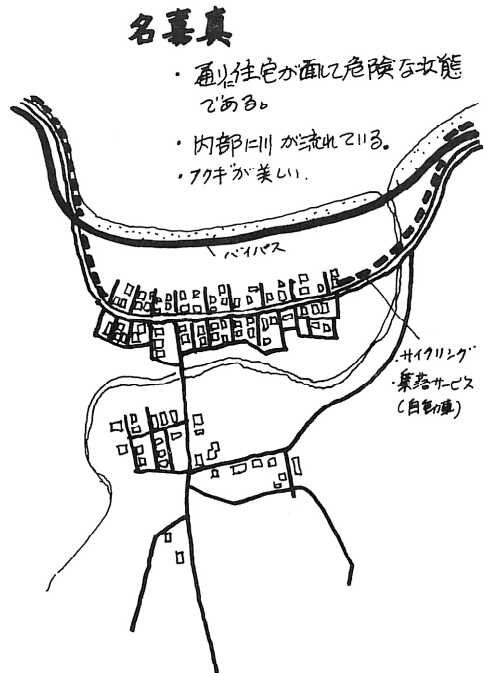 名嘉真
・通りに住宅が面して危険な状態
である。
・内部に川が流れている。
・フクギが美しい.
バイパス
・サイクリング
・集落サービス
(自動車)